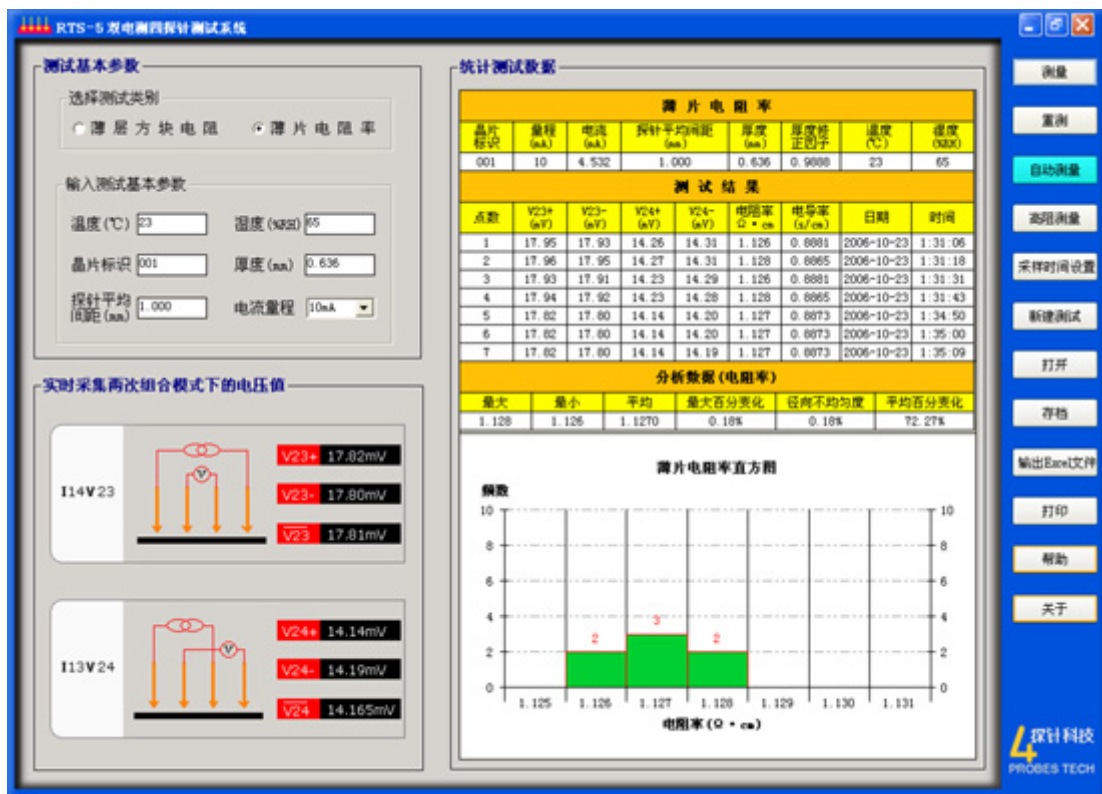 RTS-5 双电测四探针测试系统
测试基本参数
选择测试类别
薄 层 方 块 电 阻 薄 片 电 阻 率
输入测试基本参数
温度(℃) 23 湿度(%RH) 65
晶片标识 001 厚度(mm) 0.636
探针平均间距(mm) 1.000 电流量程 10mA
实时采集两次组合模式下的电压值
I14V23
V
V23+ 17.82mV
V23- 17.80mV
V23 17.81mV
I13V24
V
V24+ 14.14mV
V24- 14.19mV
V24 14.165mV
统计测试数据
薄 片 电 阻 率
晶片标识 量程(mA) 电流(mA) 探针平均间距(mm) 厚度(mm) 厚度修正因子 温度(℃) 湿度(%RH)
001 10 4.532 1.000 0.636 0.9888 23 65
测 试 结 果
点数 V23+(mV) V23-(mV) V24+(mV) V24-(mV) 电阻率Ω·cm 电导率(s/cm) 日期 时间
1 17.95 17.93 14.26 14.31 1.126 0.8881 2006-10-23 1:31:06
2 17.96 17.95 14.27 14.31 1.128 0.8865 2006-10-23 1:31:18
3 17.93 17.91 14.23 14.29 1.126 0.8881 2006-10-23 1:31:31
4 17.94 17.92 14.23 14.28 1.128 0.8865 2006-10-23 1:31:43
5 17.82 17.80 14.14 14.20 1.127 0.8873 2006-10-23 1:34:50
6 17.82 17.80 14.14 14.20 1.127 0.8873 2006-10-23 1:35:00
7 17.82 17.80 14.14 14.19 1.127 0.8873 2006-10-23 1:35:09
分析数据(电阻率)
最大 最小 平均 最大百分变化 径向不均匀度 平均百分变化
1.128 1.126 1.1270 0.18% 0.18% 72.27%
薄片电阻率直方图
频数
10 10
8 8
6 6
4 4
3
2 2
2 2
0 0
1.125 1.126 1.127 1.128 1.129 1.130 1.131
电阻率(Ω·cm)
测量
重测
自动测量
高阻测量
采样时间设置
新建测试
打开
存档
输出Excel文件
打印
帮助
关于
4探针科技
PROBES TECH